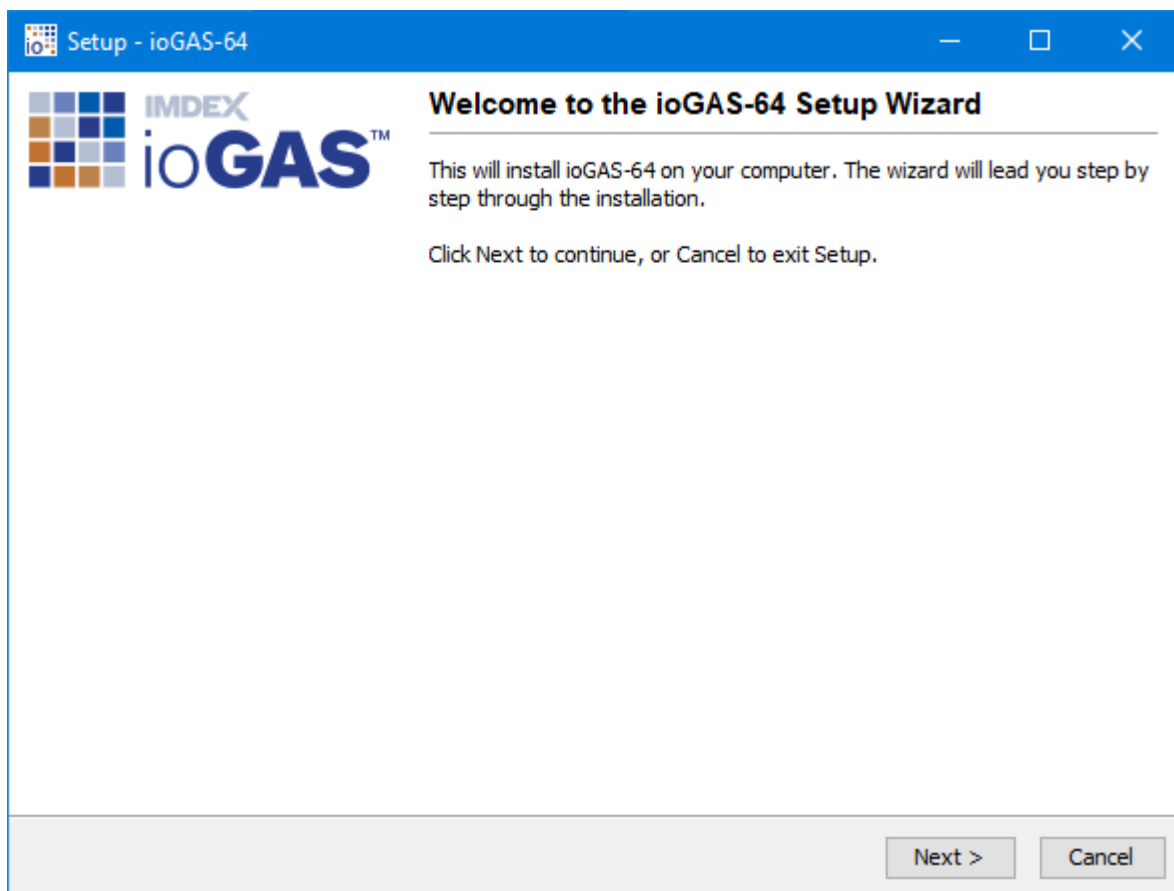 io
Setup - ioGAS-64
IMDEX
ioGAS™
Welcome to the ioGAS-64 Setup Wizard
This will install ioGAS-64 on your computer. The wizard will lead you step by
step through the installation.
Click Next to continue, or Cancel to exit Setup.
Next >
Cancel